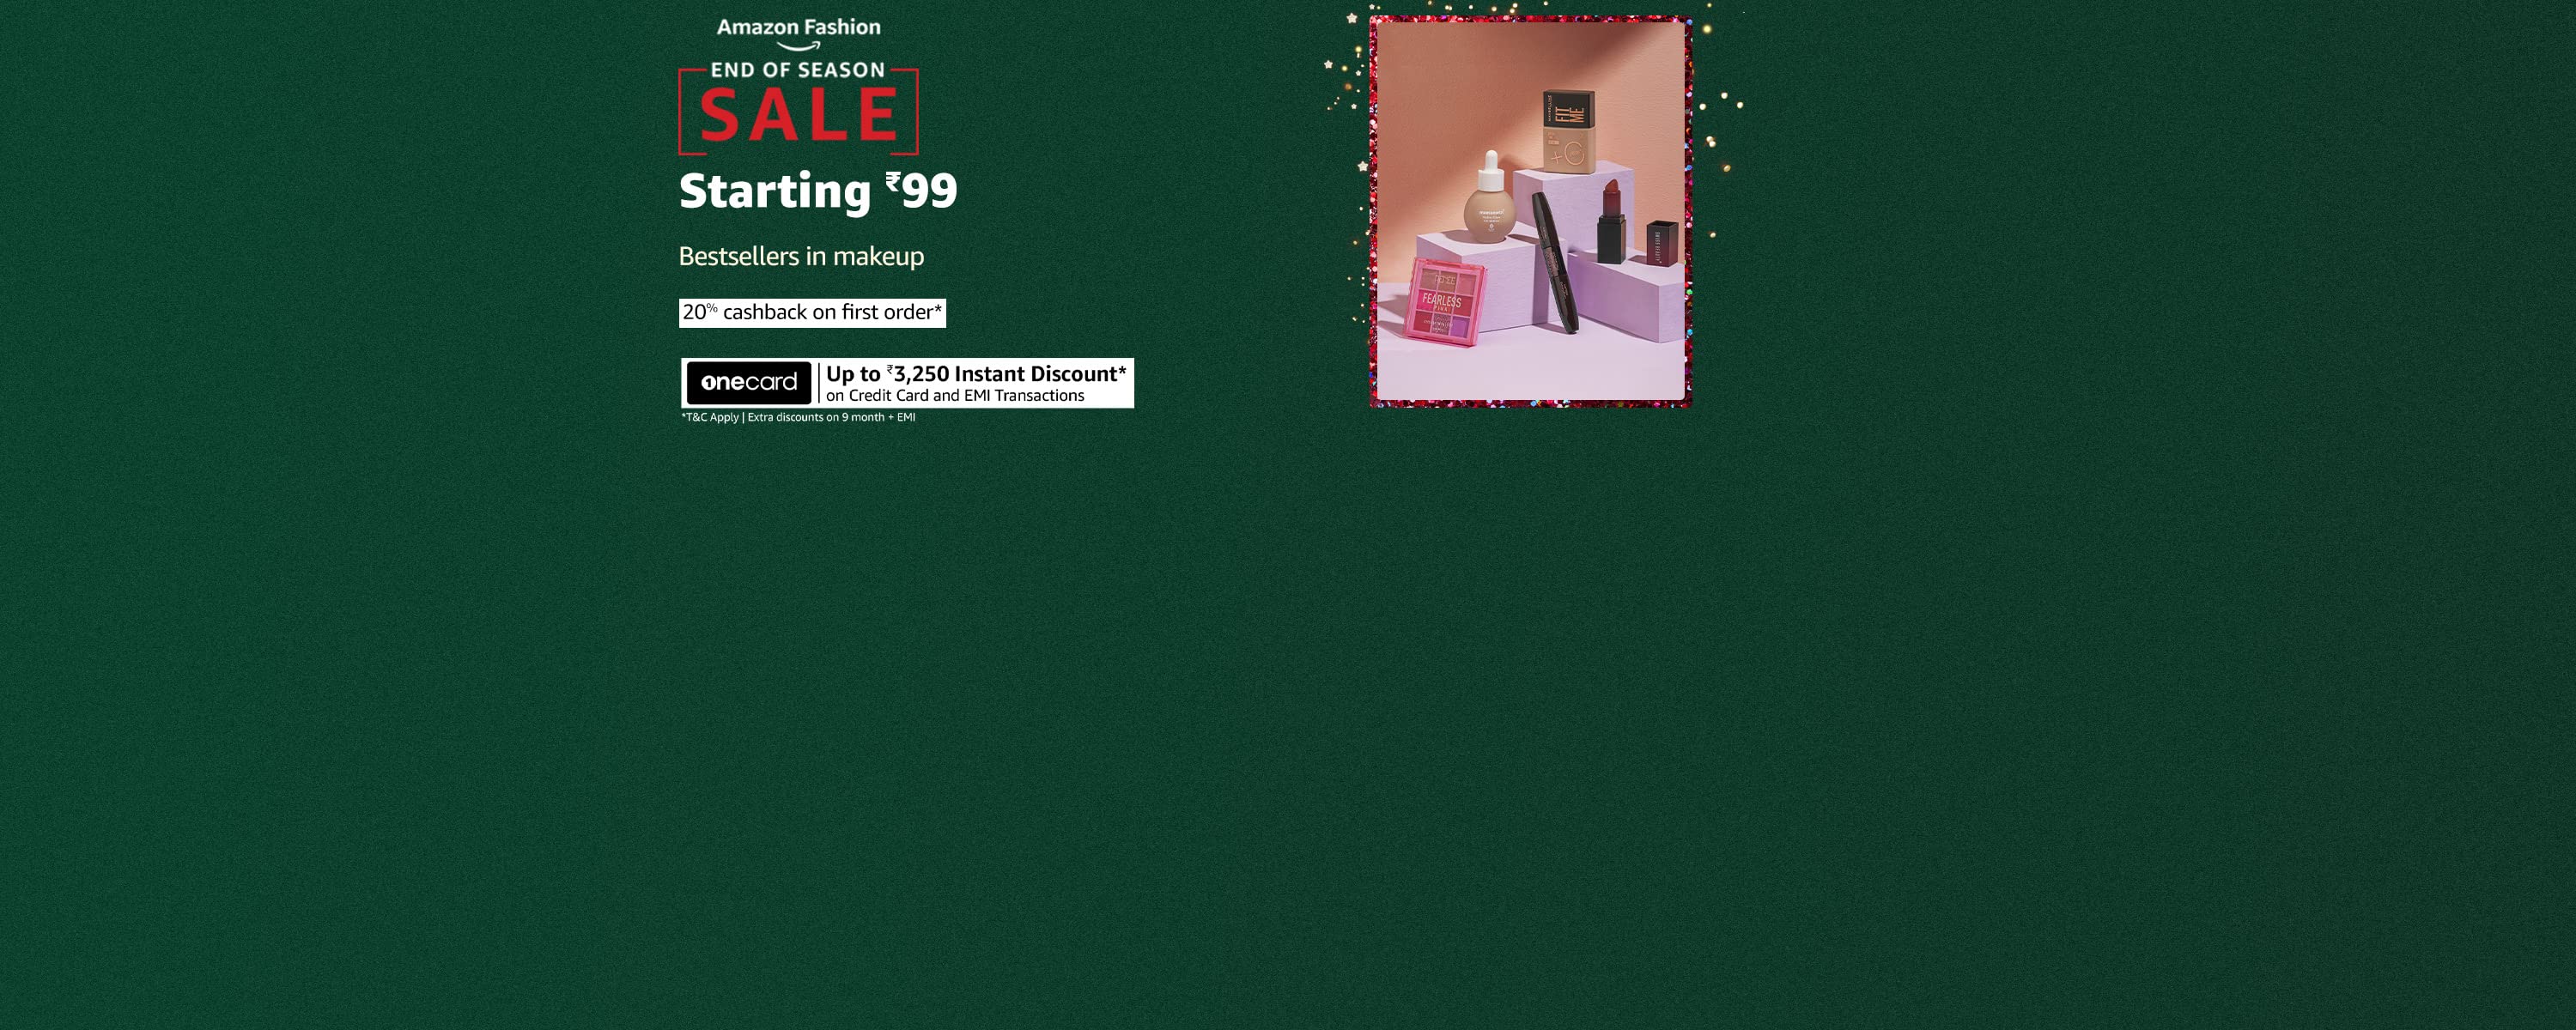 Amazon Fashion
END OF SEASON
SALE
Starting ₹99
Bestsellers in makeup
20% cashback on first order*
onecard
Up to ₹3,250 Instant Discount*
on Credit Card and EMI Transactions
*T&C Apply | Extra discounts on 9 month + EMI
FIT
ME
+C
FEARLESS